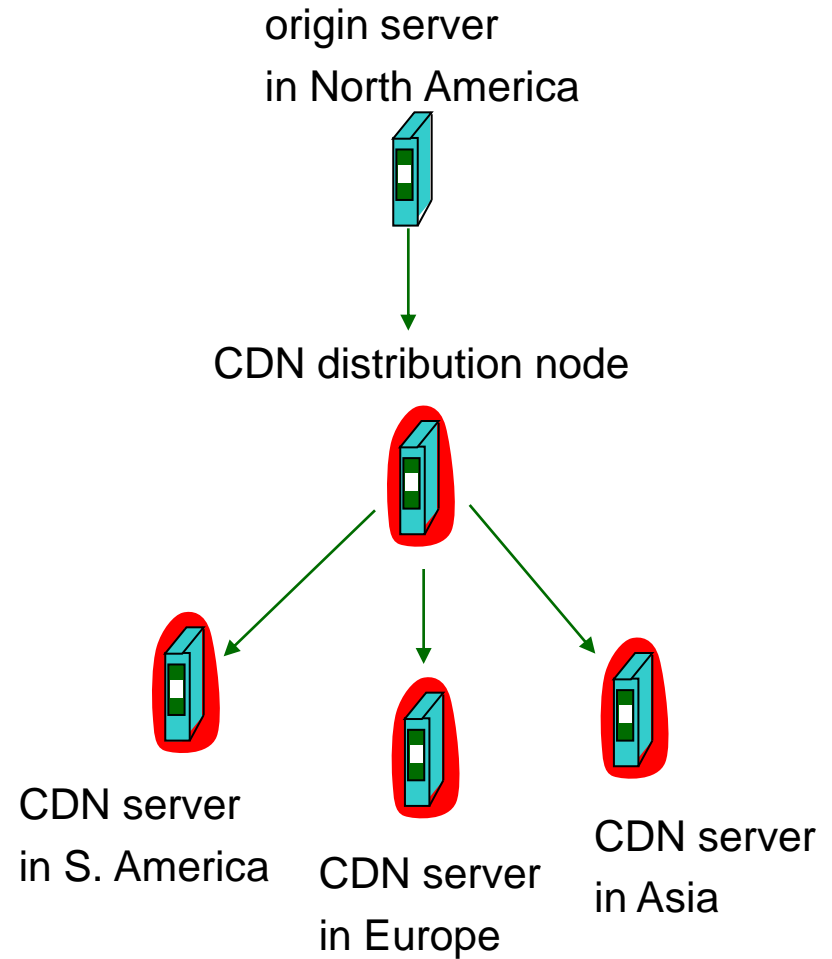 origin server
in North America
CDN distribution node
CDN server
in S. America
CDN server
in Europe
CDN server
in Asia